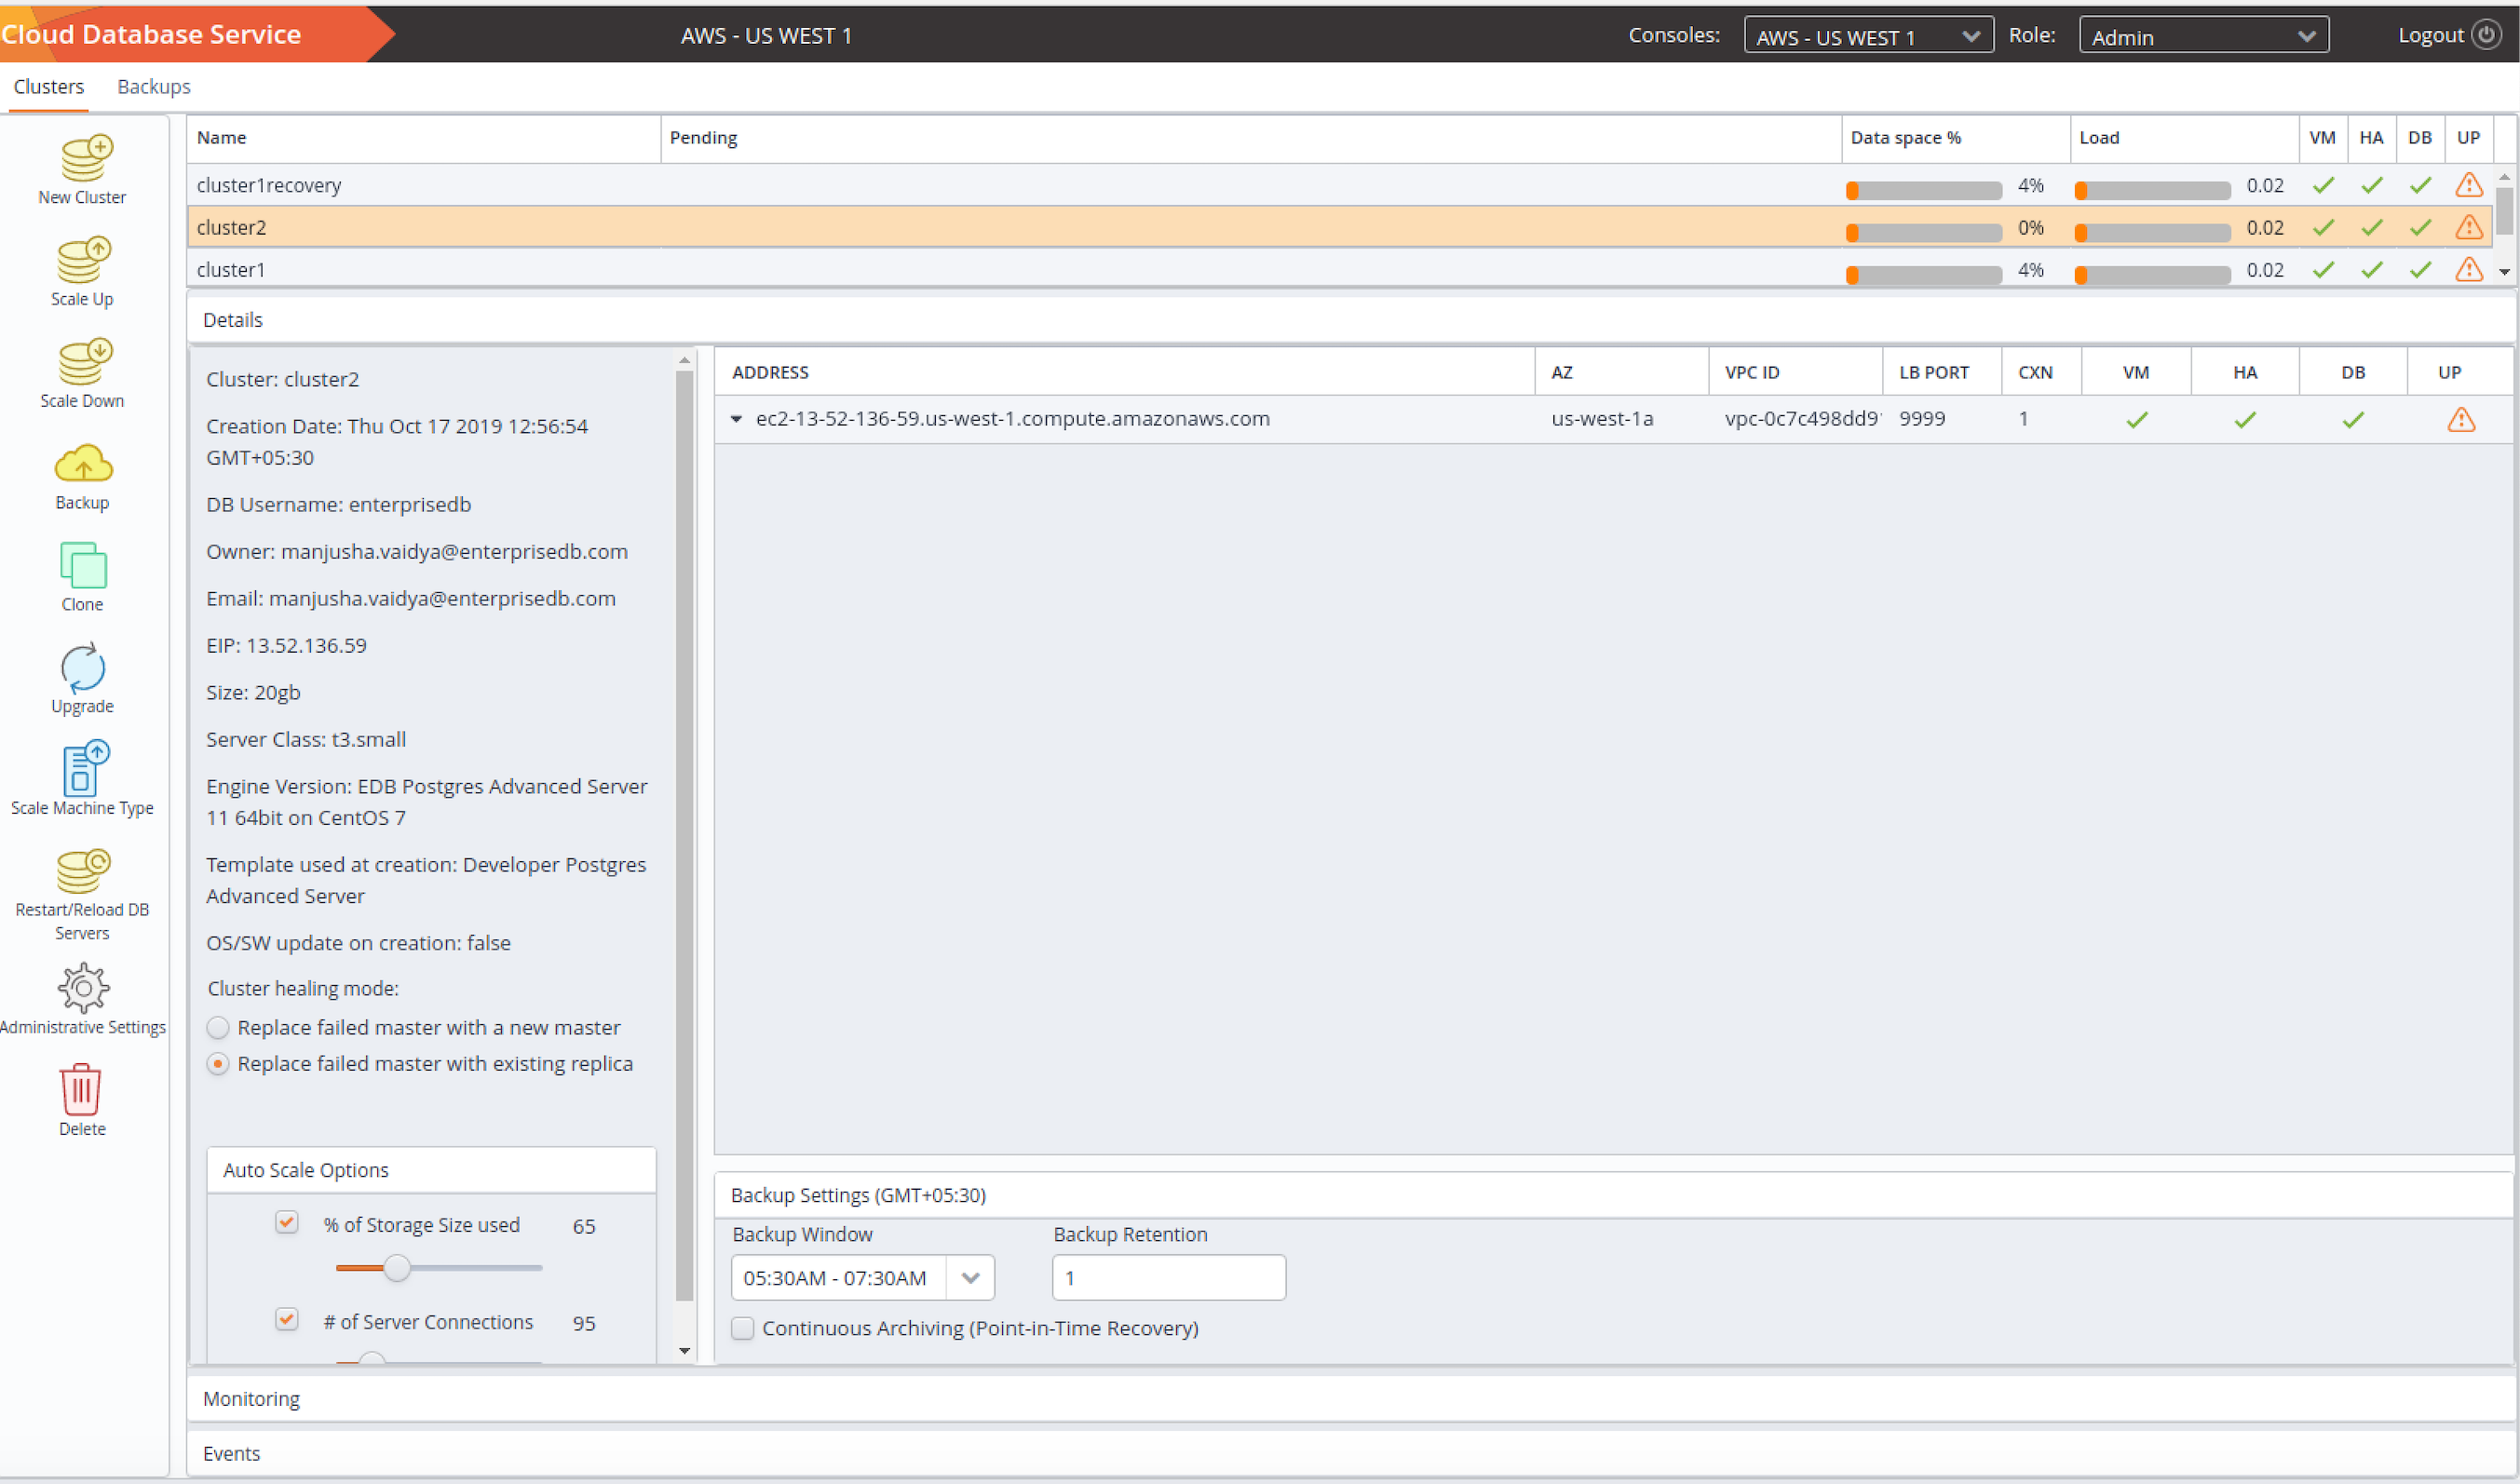 Cloud Database Service
AWS - US WEST 1
Consoles:
AWS - US WEST 1
Role:
Admin
Logout
Clusters
Backups
New Cluster
Scale Up
Scale Down
Backup
Clone
Upgrade
Scale Machine Type
Restart/Reload DB
Servers
Administrative Settings
Delete
Name Pending Data space % Load VM HA DB UP
cluster1recovery 4% 0.02
cluster2 0% 0.02
cluster1 4% 0.02
Details
Cluster: cluster2
Creation Date: Thu Oct 17 2019 12:56:54
GMT+05:30
DB Username: enterprisedb
Owner: manjusha.vaidya@enterprisedb.com
Email: manjusha.vaidya@enterprisedb.com
EIP: 13.52.136.59
Size: 20gb
Server Class: t3.small
Engine Version: EDB Postgres Advanced Server
11 64bit on CentOS 7
Template used at creation: Developer Postgres
Advanced Server
OS/SW update on creation: false
Cluster healing mode:
Replace failed master with a new master
Replace failed master with existing replica
Auto Scale Options
% of Storage Size used 65
# of Server Connections 95
ADDRESS AZ VPC ID LB PORT CXN VM HA DB UP
ec2-13-52-136-59.us-west-1.compute.amazonaws.com us-west-1a vpc-0c7c498dd9 9999 1
Backup Settings (GMT+05:30)
Backup Window
Backup Retention
05:30AM - 07:30AM
1
Continuous Archiving (Point-in-Time Recovery)
Monitoring
Events